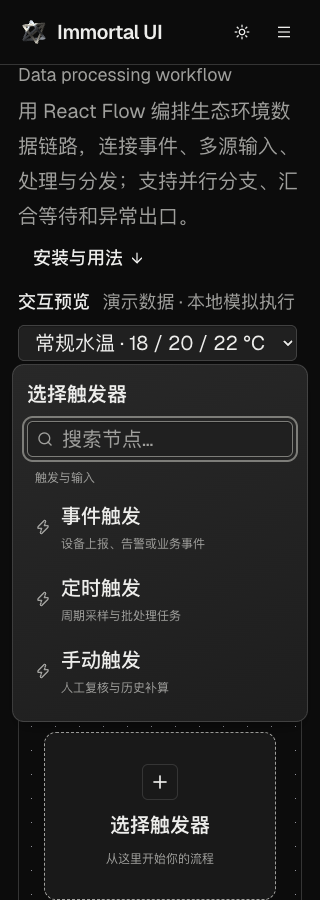 Immortal UI
Data processing workflow
用 React Flow 编排生态环境数
据链路，连接事件、多源输入、
处理与分发；支持并行分支、汇
合等待和异常出口。
安装与用法 ↓
交互预览 演示数据 · 本地模拟执行
常规水温 · 18 / 20 / 22 °C
选择触发器
搜索节点...
触发与输入
事件触发
设备上报、告警或业务事件
定时触发
周期采样与批处理任务
手动触发
人工复核与历史补算
选择触发器
从这里开始你的流程